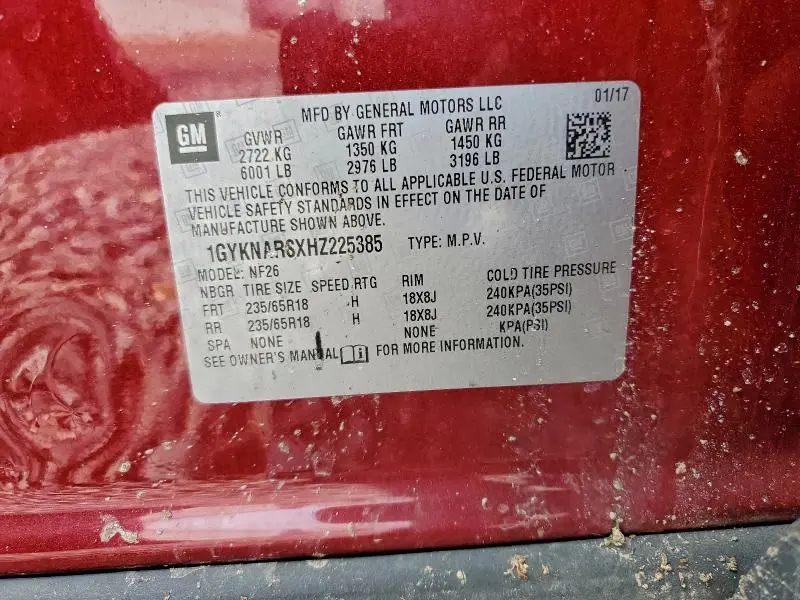 GM ®
MFD BY GENERAL MOTORS LLC 01/17
GVWR GAWR FRT GAWR RR
2722 KG 1350 KG 1450 KG
6001 LB 2976 LB 3196 LB
THIS VEHICLE CONFORMS TO ALL APPLICABLE U.S. FEDERAL MOTOR
VEHICLE SAFETY STANDARDS IN EFFECT ON THE DATE OF
MANUFACTURE SHOWN ABOVE.
1GYKNARSXHZ225385 TYPE: M.P.V.
MODEL: NF26
NBGR TIRE SIZE SPEED RTG RIM COLD TIRE PRESSURE
FRT 235/65R18 H 18X8J 240KPA(35PSI)
RR 235/65R18 H 18X8J 240KPA(35PSI)
SPA NONE NONE KPA(PSI)
SEE OWNER'S MANUAL FOR MORE INFORMATION.